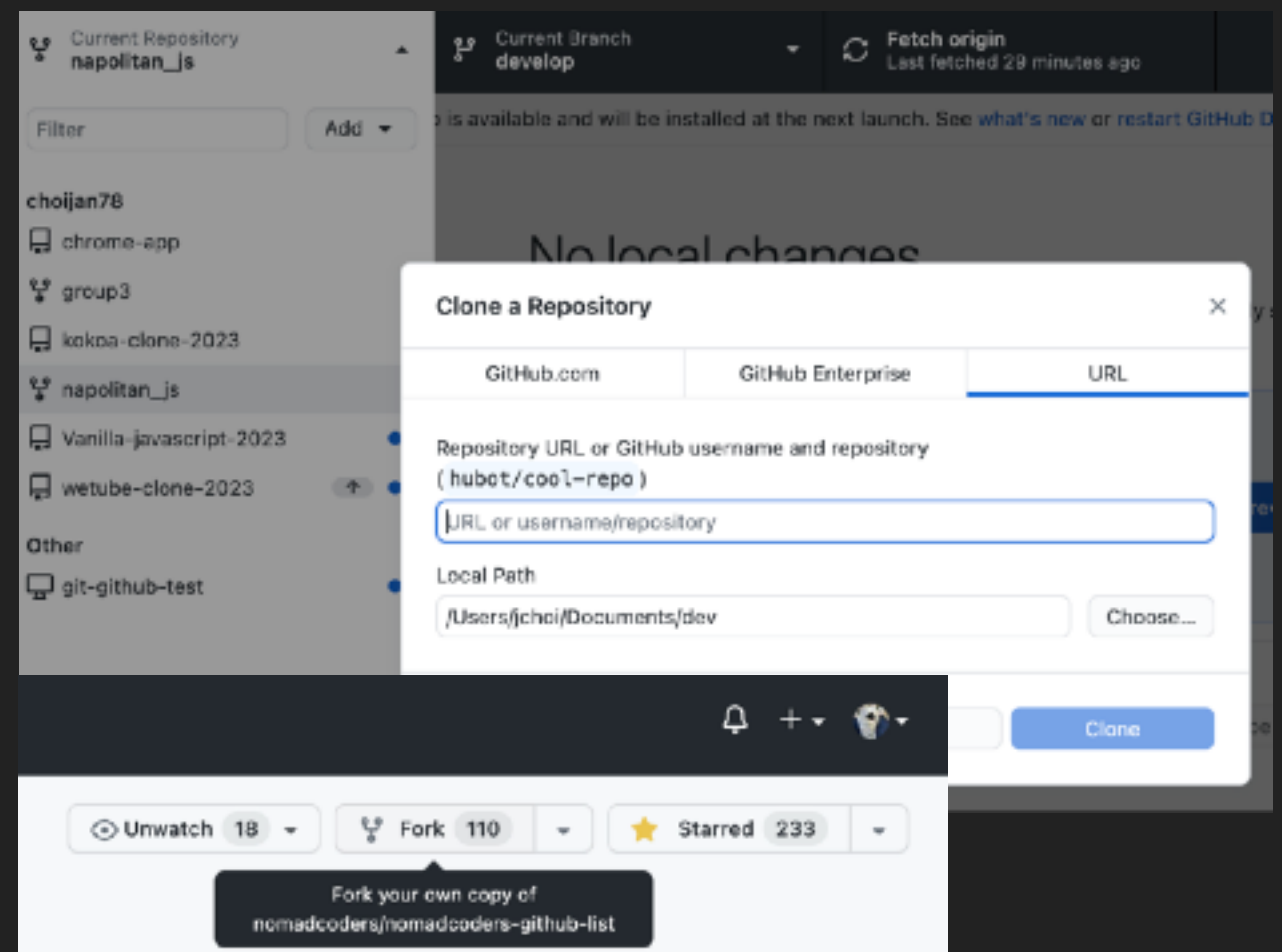 Current Repository
napolitan_js
Current Branch
develop
Fetch origin
Last fetched 29 minutes ago
Filter
Add
is available and will be installed at the next launch. See what's new or restart GitHub D
choijan78
chrome-app
group3
kokoa-clone-2023
napolitan_js
Vanilla-javascript-2023
wetube-clone-2023
Other
git-github-test
No local changes
Clone a Repository
GitHub.com
GitHub Enterprise
URL
Repository URL or GitHub username and repository
(hubot/cool-repo)
URL or username/repository
Local Path
/Users/jchoi/Documents/dev
Choose...
Clone
Unwatch 18
Fork 110
Starred 233
Fork your own copy of
nomadcoders/nomadcoders-github-list